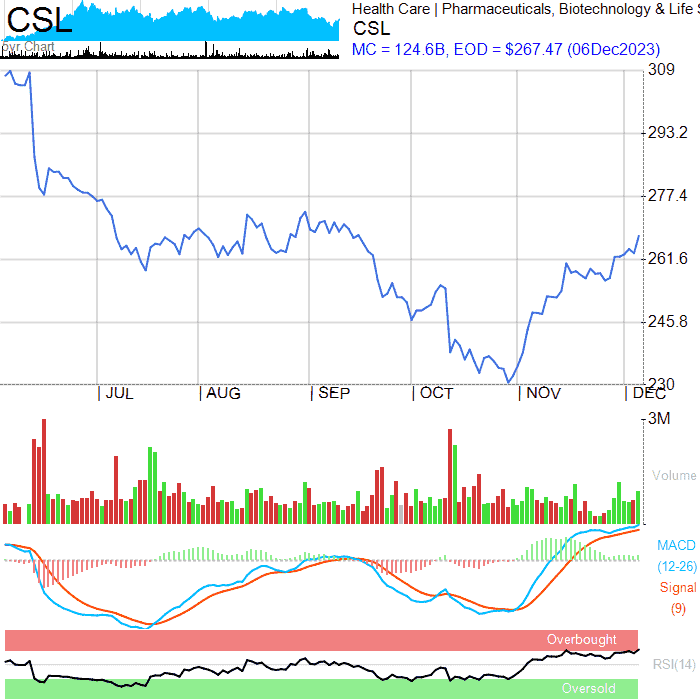 CSL
5yr Chart
Health Care | Pharmaceuticals, Biotechnology & Life S
CSL
MC = 124.6B, EOD = $267.47 (06Dec2023)
309
293.2
277.4
261.6
245.8
230
| JUL | AUG | SEP | OCT | NOV | DEC
3M
Volume
MACD
(12-26)
Signal
(9)
Overbought
RSI(14)
Oversold